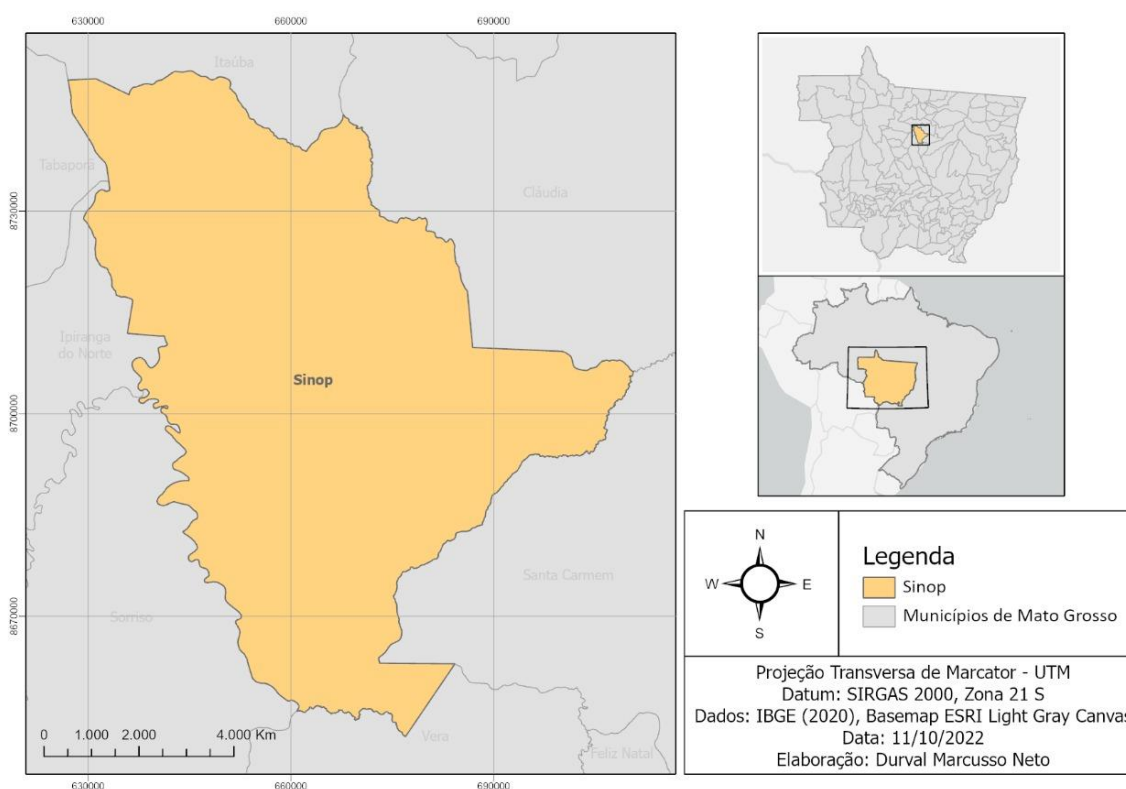 630000
660000
690000
Itaúba
Tabaporã
Cláudia
8730000
Ipiranga
do Norte
Sinop
8700000
Santa Carmem
Sorriso
8670000
Vera
Feliz Natal
0
1.000
2.000
4.000 Km
630000
660000
690000
N
W
E
S
Legenda
Sinop
Municípios de Mato Grosso
Projeção Transversa de Marcator - UTM
Datum: SIRGAS 2000, Zona 21 S
Dados: IBGE (2020), Basemap ESRI Light Gray Canvas
Data: 11/10/2022
Elaboração: Durval Marcusso Neto